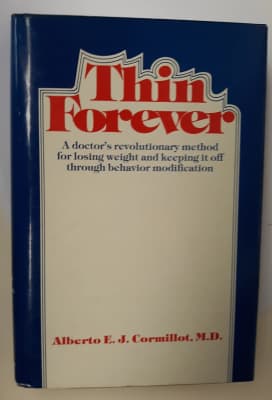 Thin
Forever
A doctor's revolutionary method
for losing weight and keeping it off
through behavior modification
Alberto E. J. Cormillot, M.D.